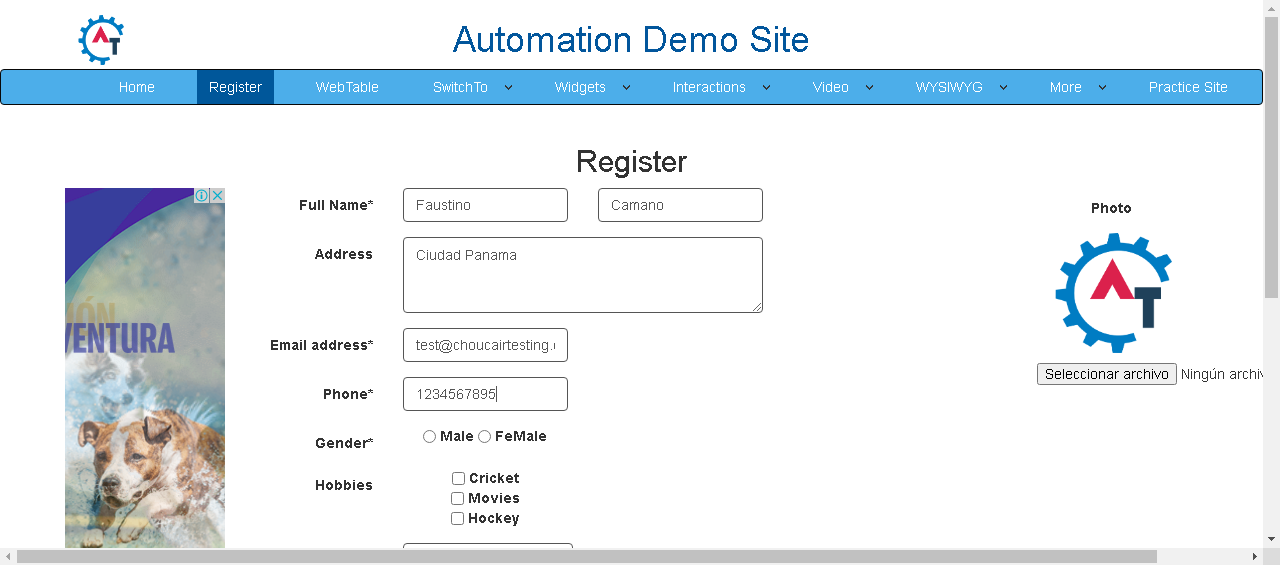 Automation Demo Site
Home Register WebTable SwitchTo Widgets Interactions Video WYSIWYG More Practice Site
Register
Full Name* Faustino Camano
Photo
Address Ciudad Panama
ÓN
VENTURA
Email address* test@choucairtesting.
Seleccionar archivo Ningún archiv
Phone* 1234567895
Gender* Male FeMale
Hobbies Cricket
Movies
Hockey